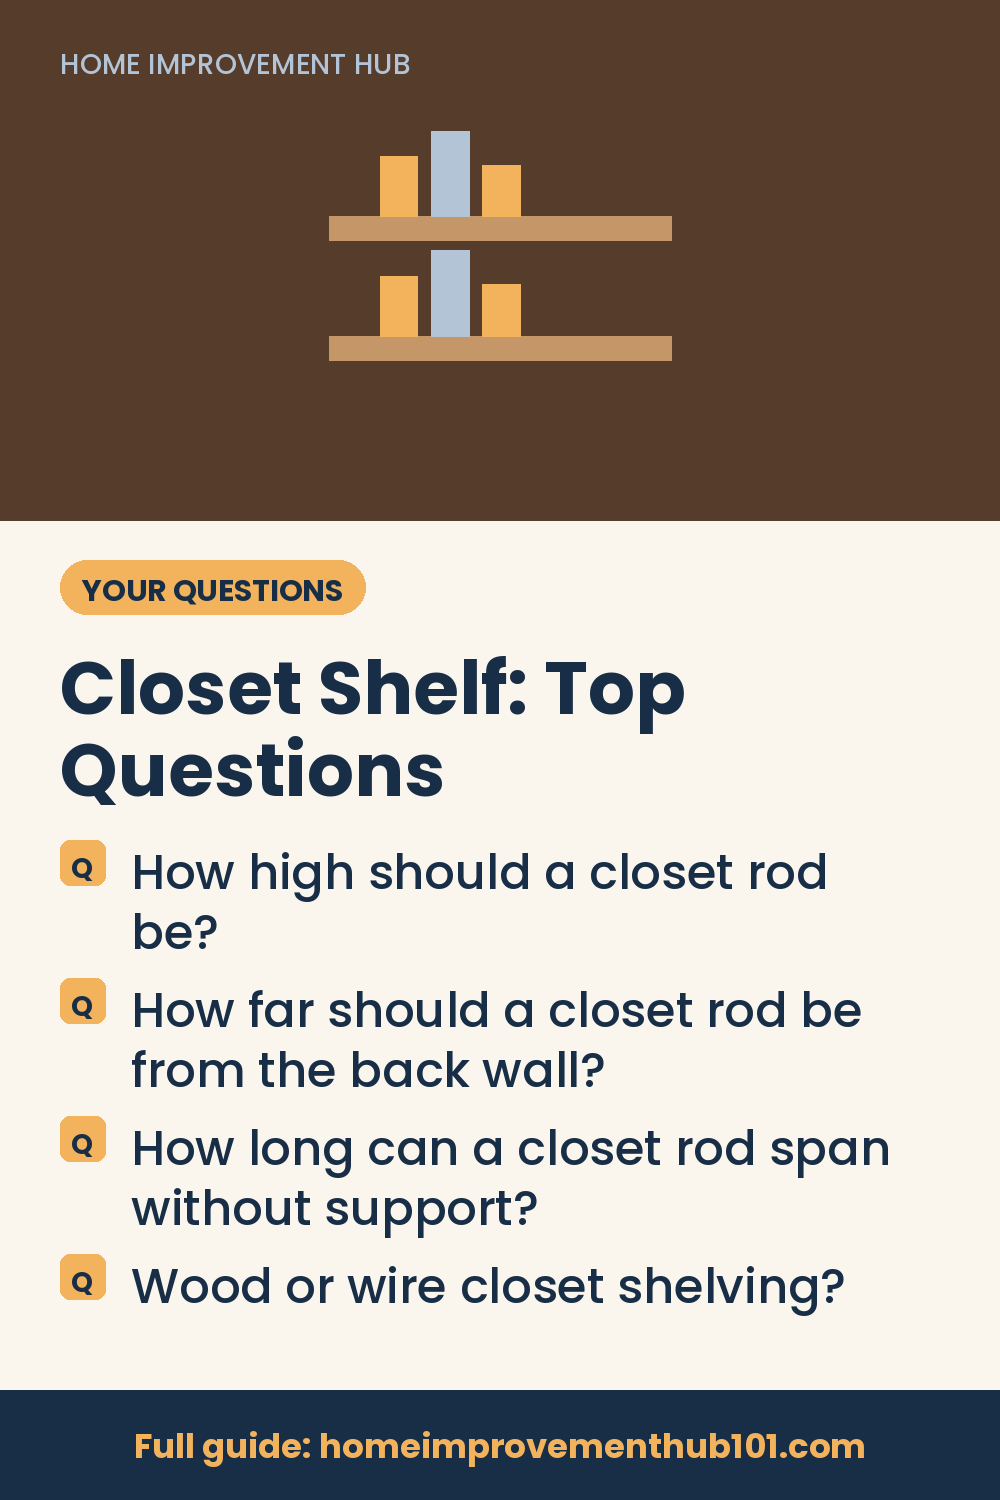 HOME IMPROVEMENT HUB
YOUR QUESTIONS
Closet Shelf: Top
Questions
Q How high should a closet rod
be?
Q How far should a closet rod be
from the back wall?
Q How long can a closet rod span
without support?
Q Wood or wire closet shelving?
Full guide: homeimprovementhub101.com